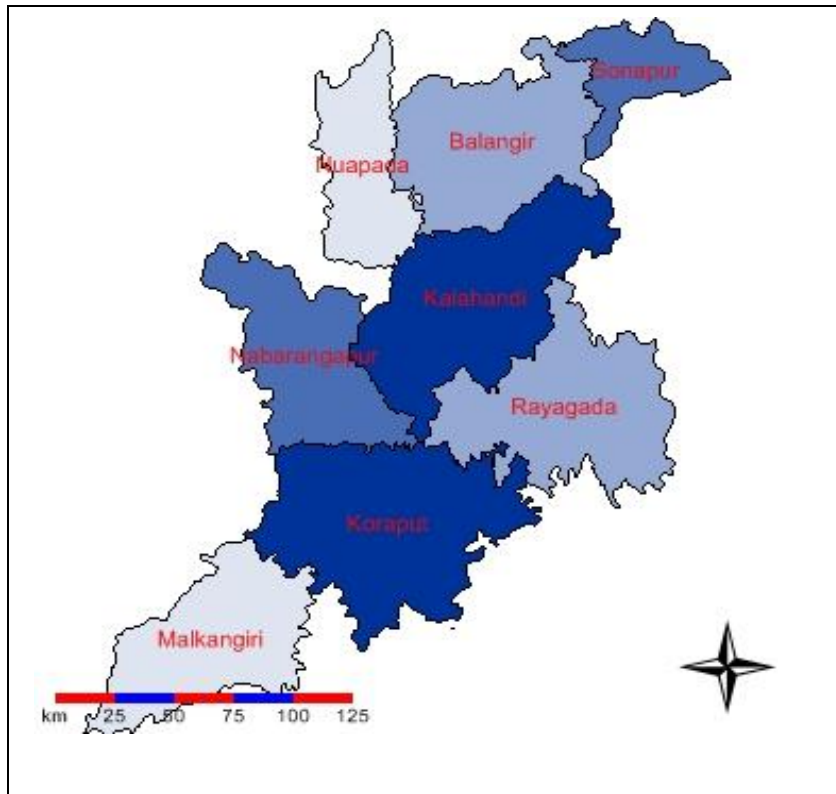 Sonapur
Balangir
Nuapada
Kalahandi
Nabarangapur
Rayagada
Koraput
Malkangiri
km 25 50 75 100 125